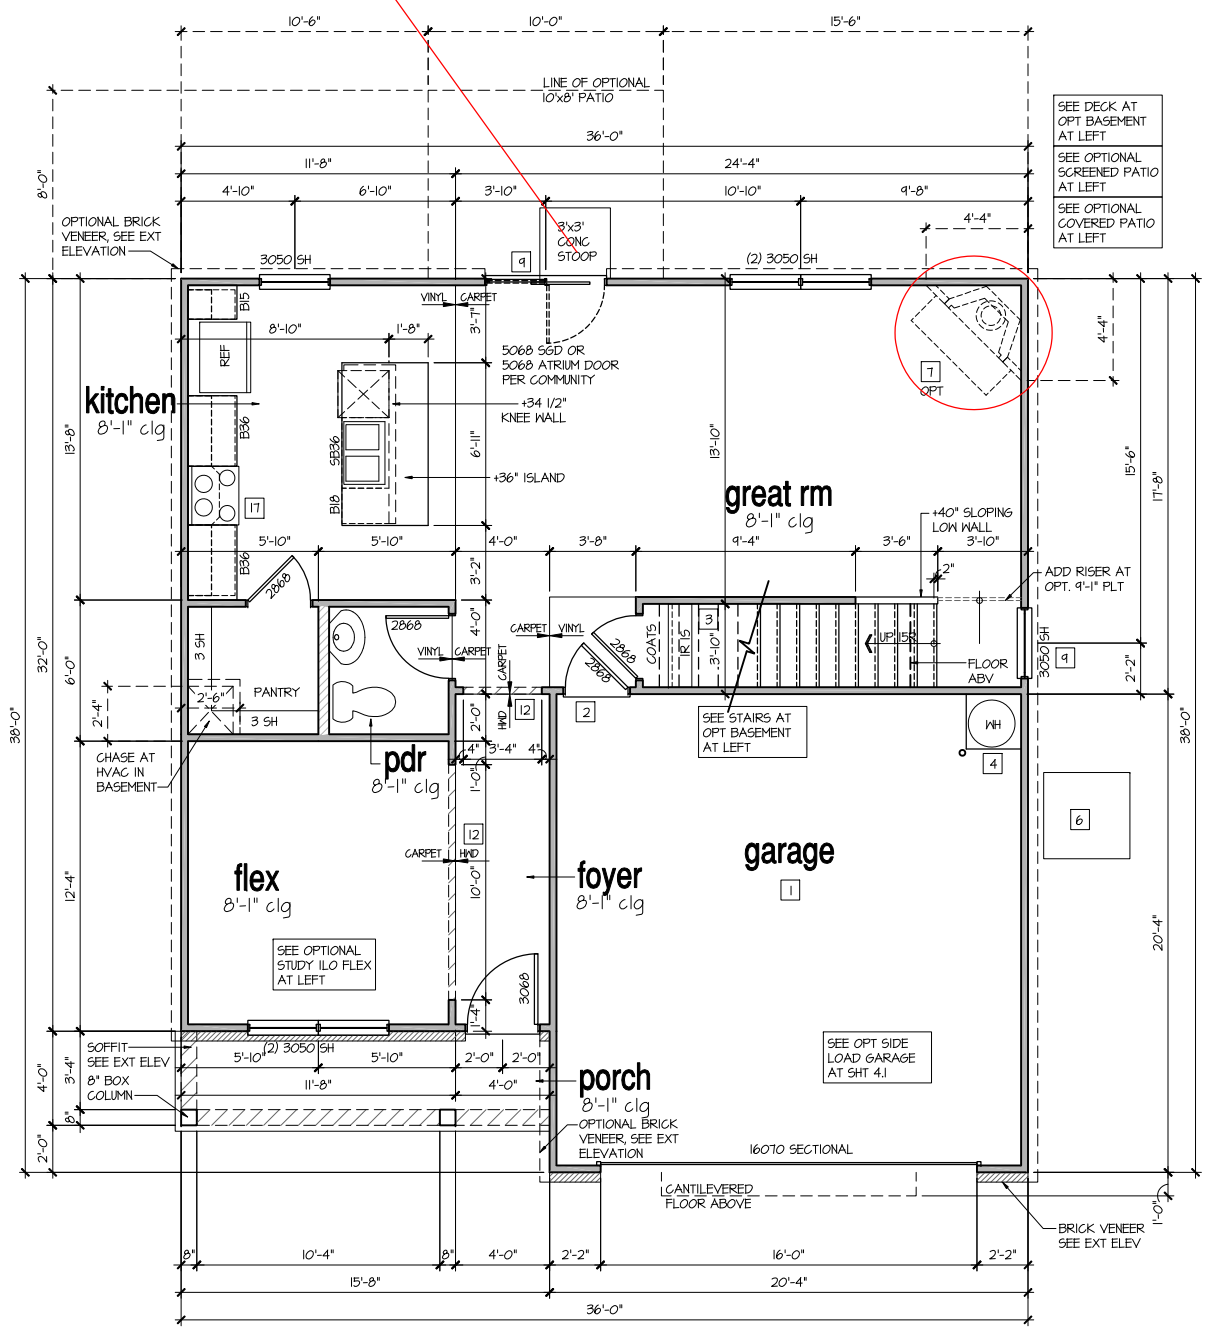 10'-6"
10'-0"
15'-6"
LINE OF OPTIONAL
10'x8' PATIO
36'-0"
11'-8"
24'-4"
8'-0"
4'-10"
6'-10"
3'-10"
10'-10"
9'-8"
SEE DECK AT
OPT BASEMENT
AT LEFT
SEE OPTIONAL
SCREENED PATIO
AT LEFT
SEE OPTIONAL
COVERED PATIO
AT LEFT
4'-4"
OPTIONAL BRICK
VENEER, SEE EXT
ELEVATION
3'x3'
CONC
STOOP
3050 SH
9
(2) 3050 SH
B15
VINYL
CARPET
8'-10"
1'-8"
3'-7"
REF
5068 SGD OR
5068 ATRIUM DOOR
PER COMMUNITY
7
OPT
4'-4"
kitchen
8'-1" clg
+34 1/2"
KNEE WALL
B36
SB36
B18
6'-11"
13'-8"
13'-10"
15'-6"
17'-8"
+36" ISLAND
great rm
8'-1" clg
17
+40" SLOPING
LOW WALL
5'-10"
5'-10"
4'-0"
3'-8"
9'-4"
3'-6"
3'-10"
B36
2868
3'-2"
2"
ADD RISER AT
OPT. 9'-1" PLT
3 SH
2868
4'-0"
CARPET
VINYL
2868
2868
COATS
1R 1S
3
3'-10"
UP 15R
FLOOR
ABV
3050 SH
9
2'-2"
32'-0"
6'-0"
VINYL
CARPET
CARPET
HWD
PANTRY
2'-6"
3 SH
2'-4"
2'-0"
12
2
SEE STAIRS AT
OPT BASEMENT
AT LEFT
WH
4
38'-0"
38'-0"
CHASE AT
HVAC IN
BASEMENT
pdr
8'-1" clg
4"
3'-4"
4"
1'-0"
6
12
CARPET
HWD
garage
1
flex
8'-1" clg
foyer
8'-1" clg
10'-0"
12'-4"
20'-4"
SEE OPTIONAL
STUDY ILO FLEX
AT LEFT
3068
1'-4"
SOFFIT
SEE EXT ELEV
8" BOX
COLUMN
(2) 3050 SH
5'-10"
5'-10"
2'-0"
2'-0"
11'-8"
4'-0"
porch
8'-1" clg
SEE OPT SIDE
LOAD GARAGE
AT SHT 4.1
4'-0"
3'-4"
8"
2'-0"
OPTIONAL BRICK
VENEER, SEE EXT
ELEVATION
16070 SECTIONAL
CANTILEVERED
FLOOR ABOVE
1'-0"
BRICK VENEER
SEE EXT ELEV
8"
10'-4"
8"
4'-0"
2'-2"
16'-0"
2'-2"
15'-8"
20'-4"
36'-0"